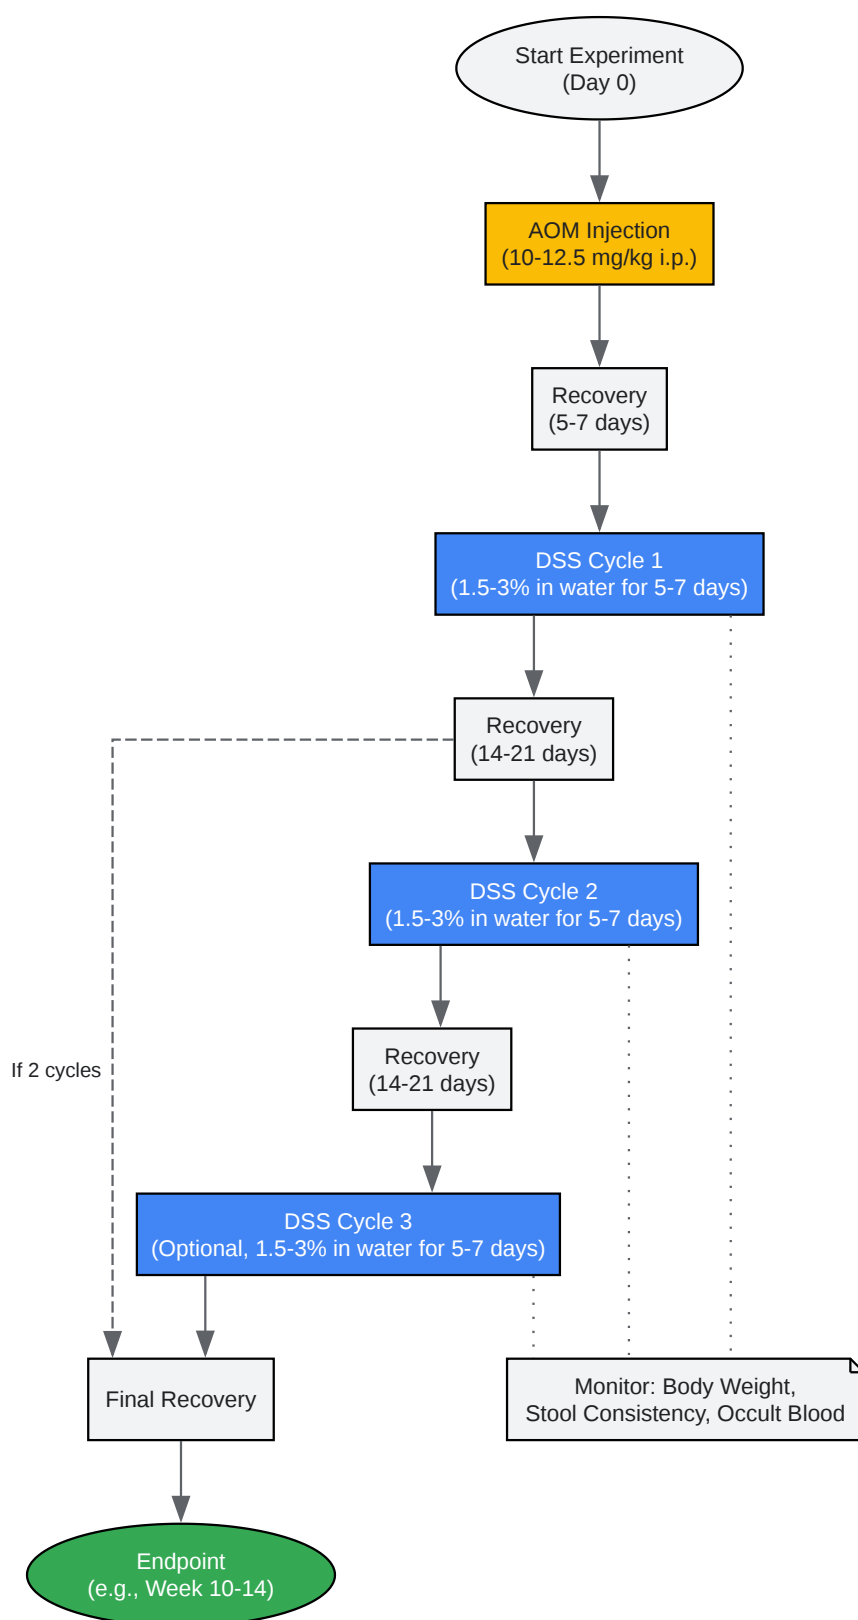 Start Experiment
(Day 0)
AOM Injection
(10-12.5 mg/kg i.p.)
Recovery
(5-7 days)
DSS Cycle 1
(1.5-3% in water for 5-7 days)
Recovery
(14-21 days)
DSS Cycle 2
(1.5-3% in water for 5-7 days)
Recovery
(14-21 days)
If 2 cycles
DSS Cycle 3
(Optional, 1.5-3% in water for 5-7 days)
Final Recovery
Monitor: Body Weight,
Stool Consistency, Occult Blood
Endpoint
(e.g., Week 10-14)